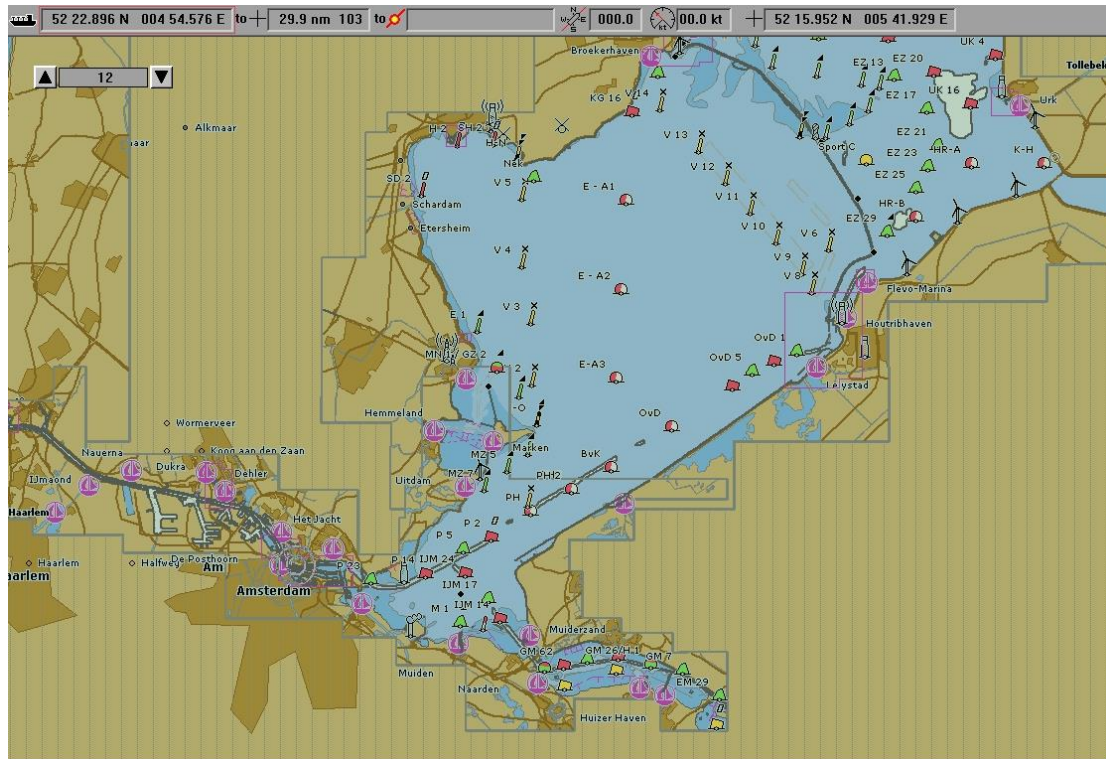 52 22.896 N 004 54.576 E to 29.9 nm 103 to 000.0 00.0 kt 52 15.952 N 005 41.929 E
12
Broekerhaven
UK 4
Tollebek
EZ 13
EZ 20
UK 16
Urk
EZ 17
V 14
KG 16
Alkmaar
H 2
V 13
Sport C
EZ 21
HR-A
K-H
Nek
V 12
EZ 23
SD 2
V 5
E - A1
V 11
EZ 25
Schardam
HR-B
Etersheim
V 10
V 6
EZ 29
V 4
V 9
E - A2
V 8
Flevo-Marina
V 3
E 1
Houtribhaven
MN 1 / GZ 2
OvD 1
OvD 5
E-A3
2
Lelystad
-O
Hemmeland
OvD
Wormerveer
Marken
Nauerna
Koog aan den Zaan
MZ 5
BvK
Dukra
Dehler
MZ 7
PH2
IJmaond
Uitdam
PH
Haarlem
Het Jacht
P 2
P 5
De Posthoorn
Haarlem
Halfweg
Am
P 23
P 14
IJM 24
aarlem
Amsterdam
IJM 17
M 1
IJM 14
Muiderzand
GM 62
GM 26/H 1
GM 7
Muiden
EM 29
Naarden
Huizer Haven